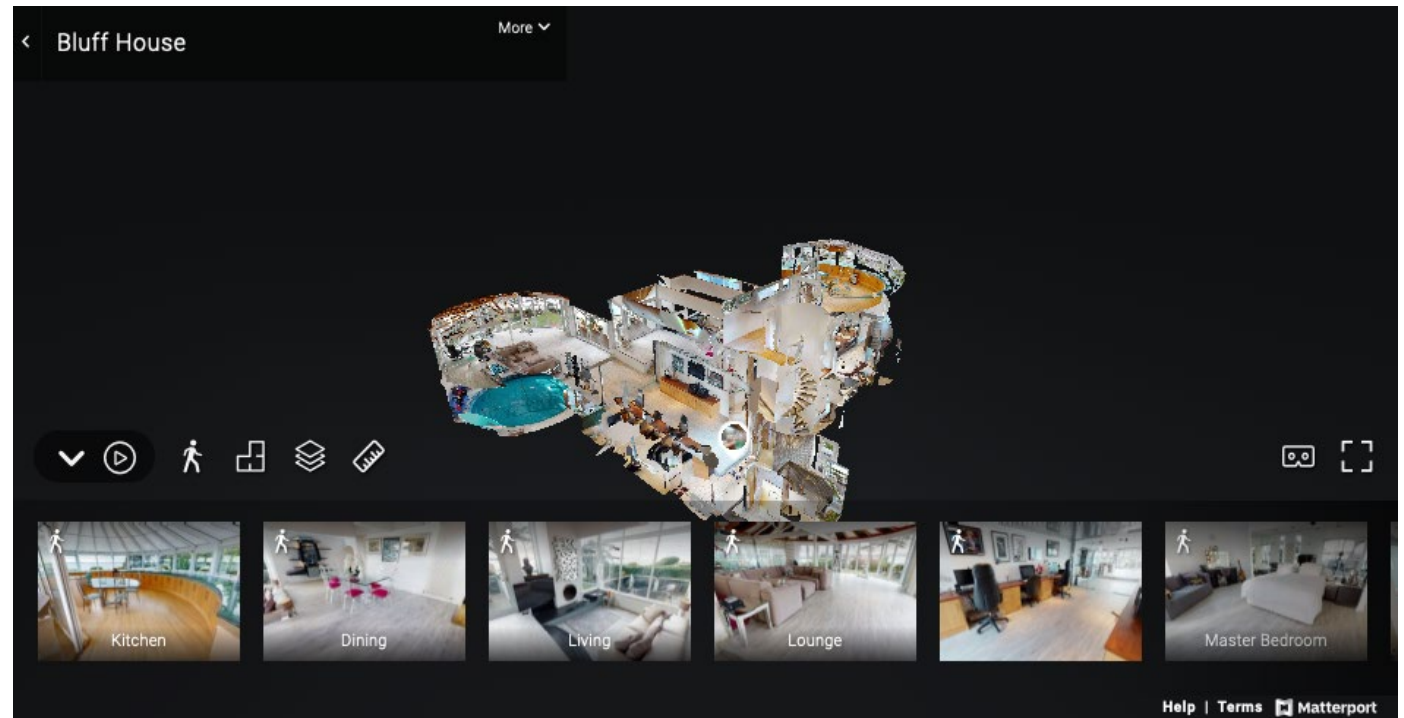 Bluff House
More
Kitchen
Dining
Living
Lounge
Master Bedroom
Help | Terms Matterport